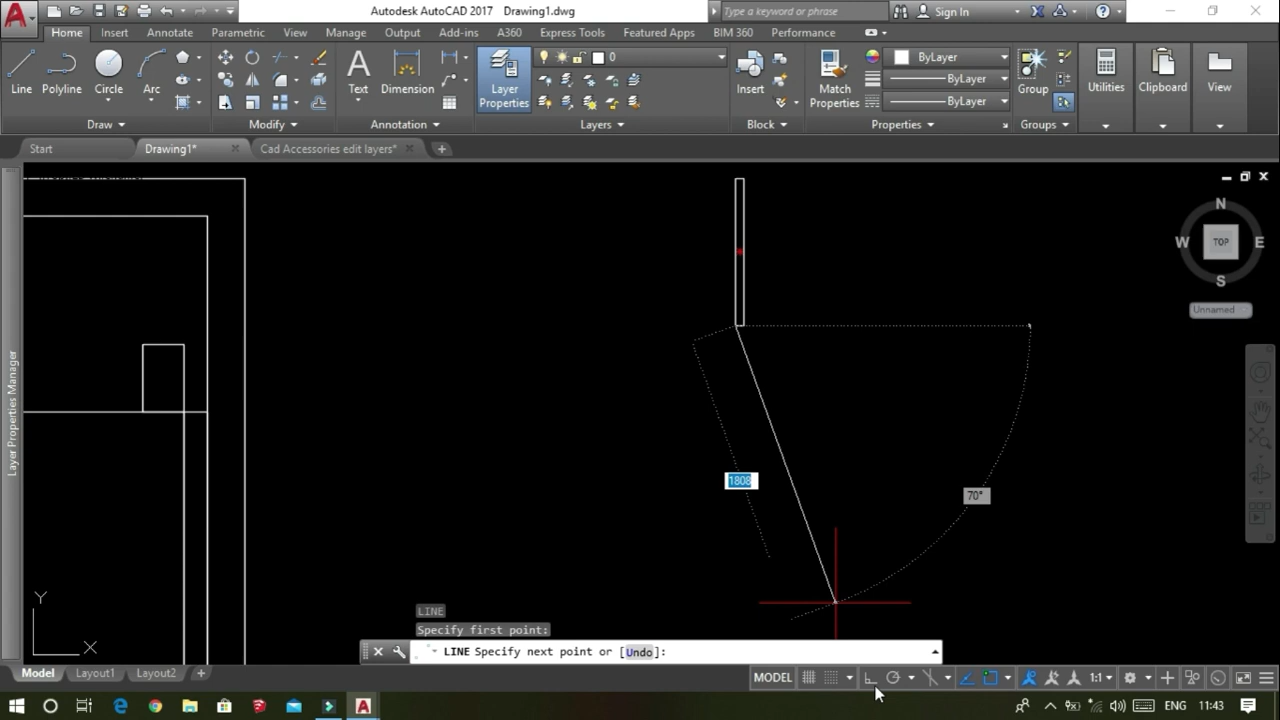 Autodesk AutoCAD 2017 Drawing1.dwg
Type a keyword or phrase
Sign In
Home Insert Annotate Parametric View Manage Output Add-ins A360 Express Tools Featured Apps BIM 360 Performance
0
ByLayer
ByLayer
ByLayer
Line Polyline Circle Arc
Text Dimension
Layer
Properties
Insert
Match
Properties
Group
Utilities
Clipboard
View
Draw
Modify
Annotation
Layers
Block
Properties
Groups
Start
Drawing1*
Cad Accessories edit layers*
N
W TOP E
S
Unnamed
Layer Properties Manager
1808
70°
Y
X
LINE
Specify first point:
LINE Specify next point or [Undo]:
Model Layout1 Layout2
MODEL
1:1
ENG 11:43